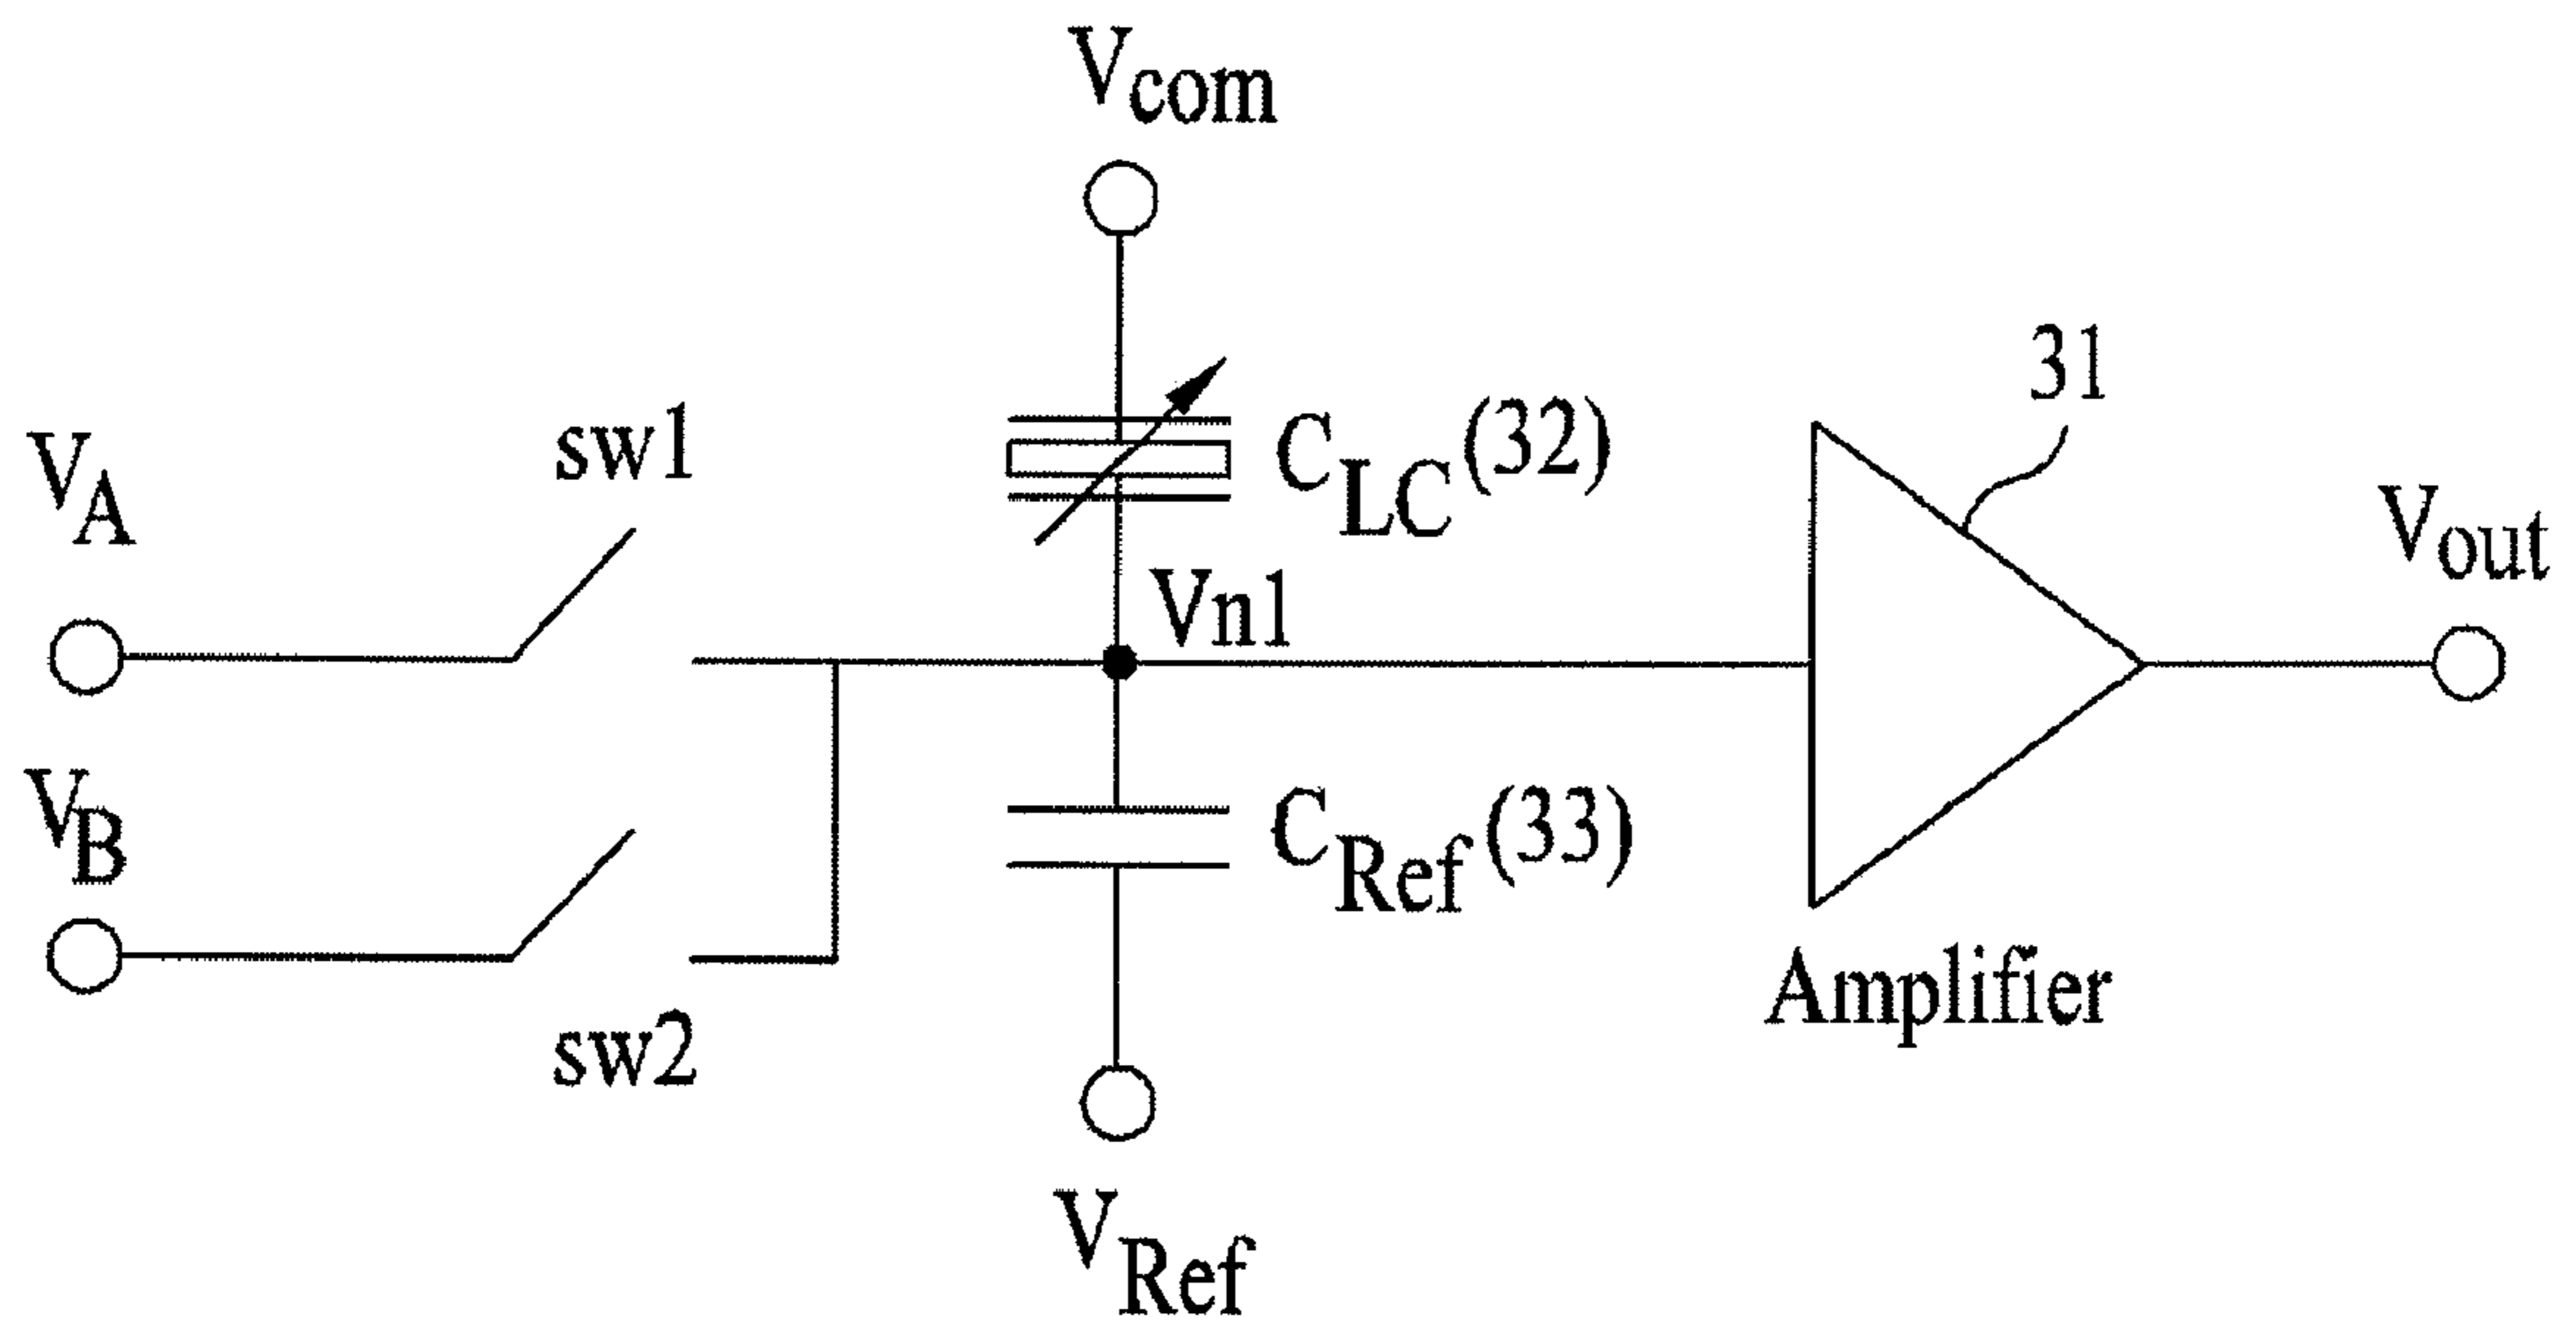 Vcom
31
sw1
CLC(32)
VA
Vout
Vn1
VB
CRef(33)
Amplifier
sw2
VRef